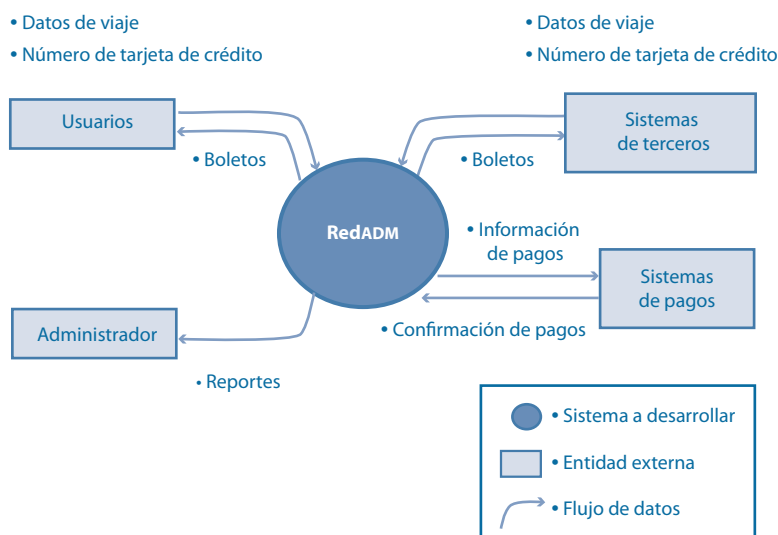 • Datos de viaje
• Número de tarjeta de crédito
• Datos de viaje
• Número de tarjeta de crédito
Usuarios
Sistemas
de terceros
• Boletos
• Boletos
RedADM
• Información
de pagos
Sistemas
de pagos
Administrador
• Confirmación de pagos
• Reportes
• Sistema a desarrollar
• Entidad externa
• Flujo de datos